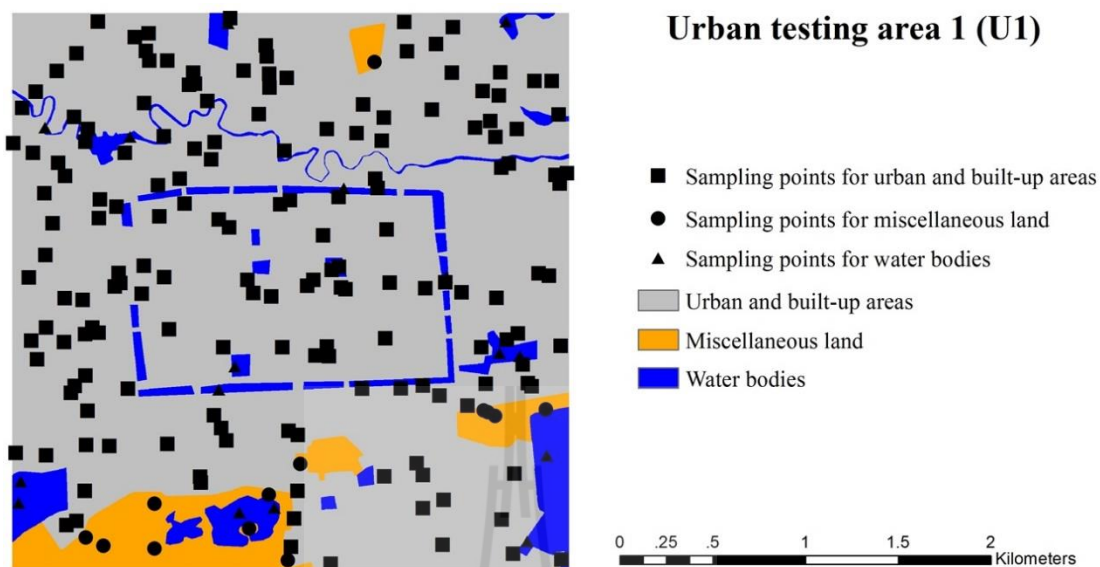 Urban testing area 1 (U1)
Sampling points for urban and built-up areas
Sampling points for miscellaneous land
Sampling points for water bodies
Urban and built-up areas
Miscellaneous land
Water bodies
0 .25 .5 1 1.5 2
Kilometers